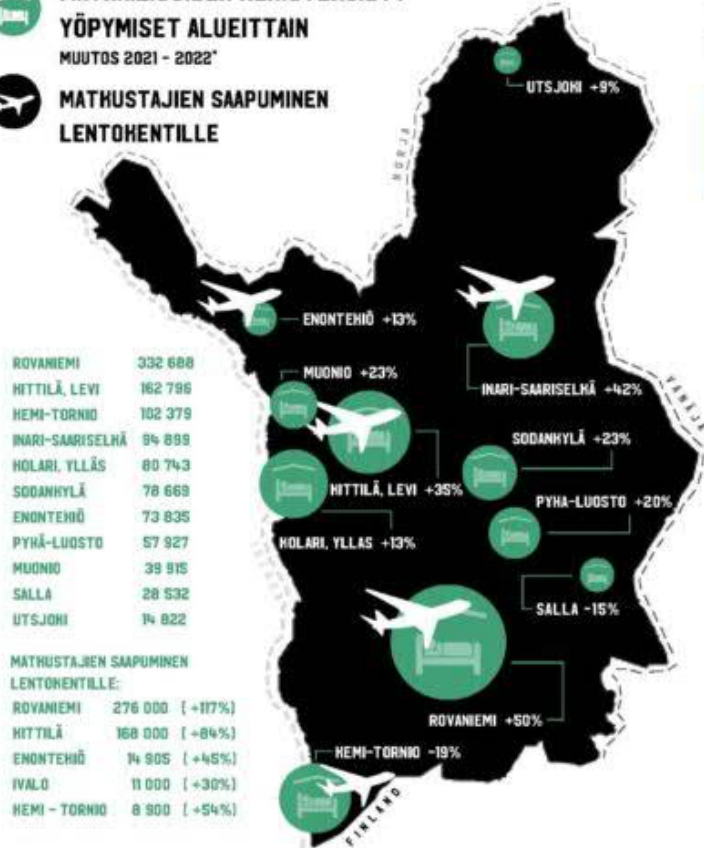 YÖPYMISET ALUEITTAIN
MUUTOS 2021 - 2022*
MATKUSTAJIEN SAAPUMINEN
LENTOKENTILLE
UTSJOKI +9%
NORJA
ENONTEKIÖ +13%
MUONIO +23%
INARI-SAARISELKÄ +42%
VENÄJÄ
SODANKYLÄ +23%
KITTILÄ, LEVI +35%
PYHA-LUOSTO +20%
KOLARI, YLLAS +13%
SALLA -15%
ROVANIEMI +50%
KEMI-TORNIO -19%
FINLAND
ROVANIEMI 332 688
KITTILÄ, LEVI 162 796
KEMI-TORNIO 102 379
INARI-SAARISELKÄ 94 899
KOLARI, YLLÄS 80 743
SODANKYLÄ 78 669
ENONTEKIÖ 73 835
PYHÄ-LUOSTO 57 927
MUONIO 39 915
SALLA 28 532
UTSJOKI 14 822
MATKUSTAJIEN SAAPUMINEN
LENTOKENTILLE:
ROVANIEMI 276 000 ( +117%)
KITTILÄ 168 000 ( +84%)
ENONTEKIÖ 14 905 ( +45%)
IVALO 11 000 ( +30%)
KEMI - TORNIO 8 900 ( +54%)